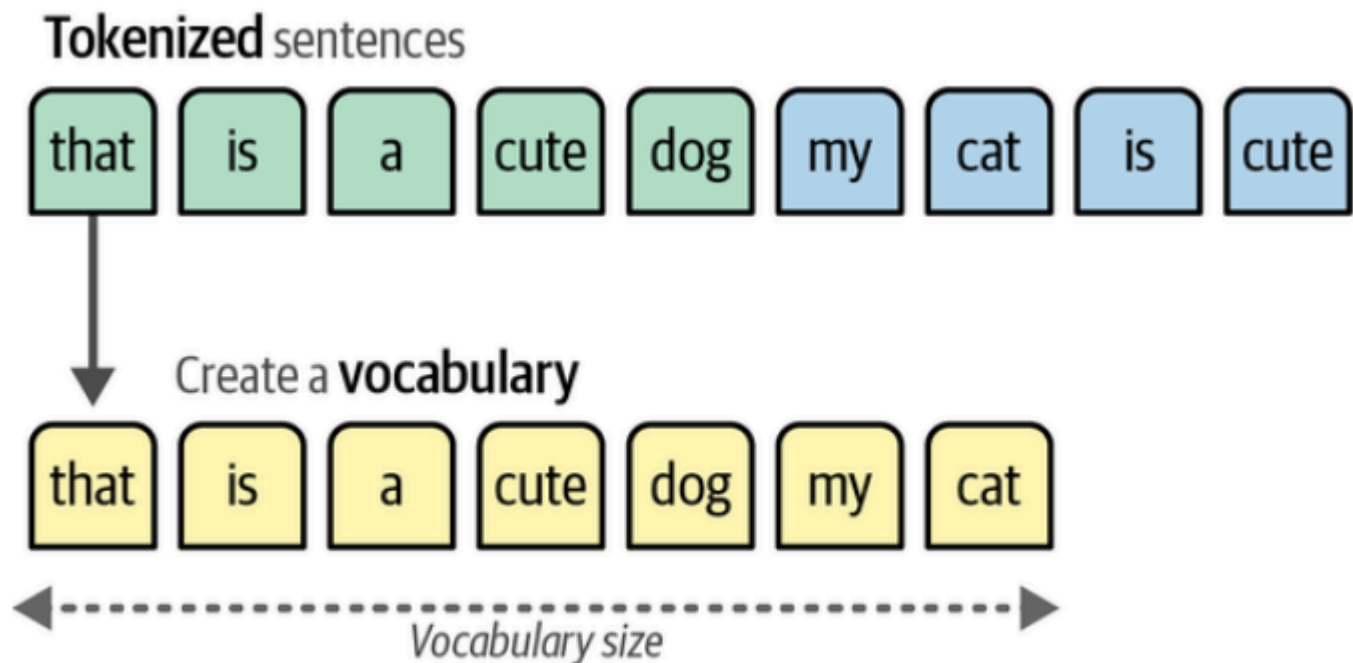 Tokenized sentences
that is a cute dog my cat is cute
Create a vocabulary
that is a cute dog my cat
Vocabulary size